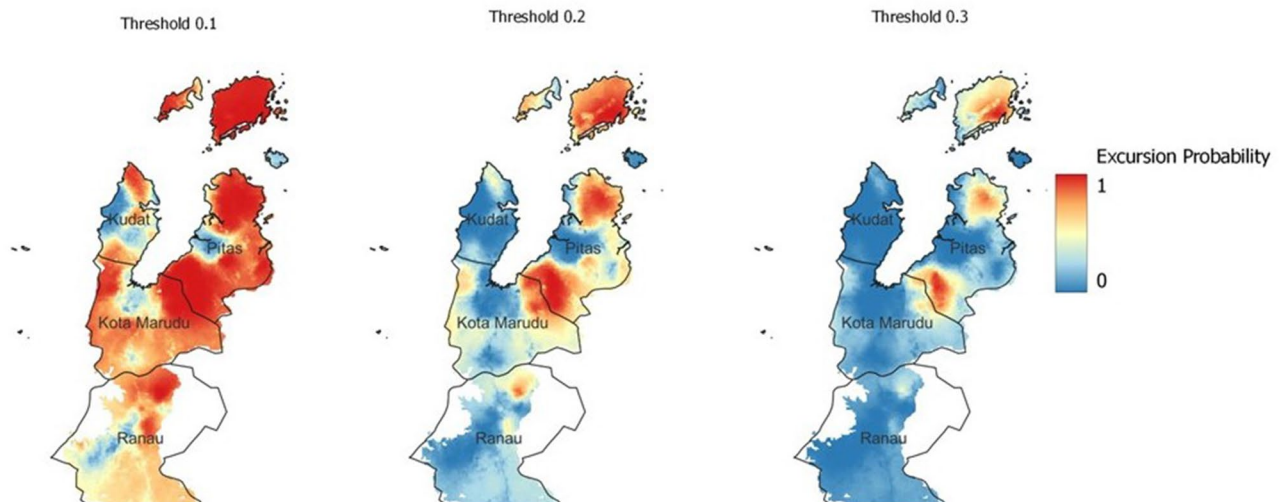 Threshold 0.1
Threshold 0.2
Threshold 0.3
Excursion Probability
1
0
Kudat
Pitas
Kota Marudu
Ranau
Kudat
Pitas
Kota Marudu
Ranau
Kudat
Pitas
Kota Marudu
Ranau